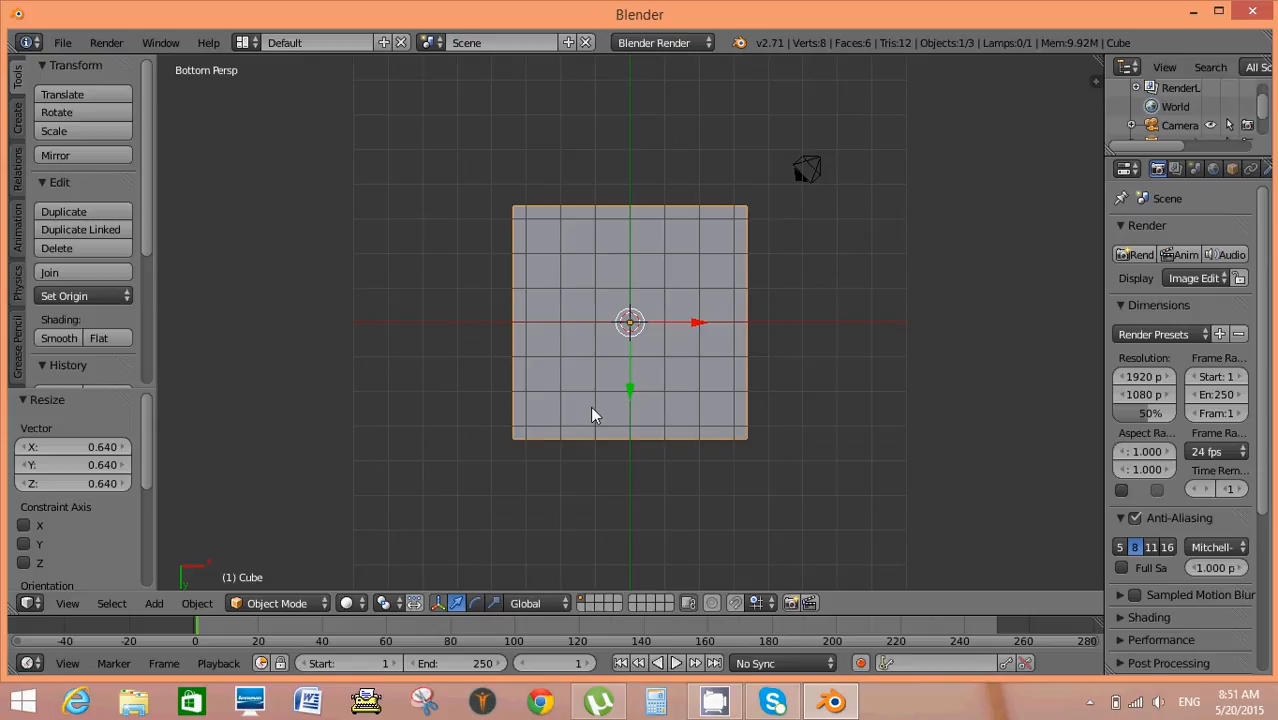 Blender
File Render Window Help Default Scene Blender Render v2.71 | Verts:8 | Faces:6 | Tris:12 | Objects:1/3 | Lamps:0/1 | Mem:9.92M | Cube
Tools
Create
Relations
Animation
Physics
Grease Pencil
Transform
Translate
Rotate
Scale
Mirror
Edit
Duplicate
Duplicate Linked
Delete
Join
Set Origin
Shading:
Smooth Flat
History
Resize
Vector
X: 0.640
Y: 0.640
Z: 0.640
Constraint Axis
X
Y
Z
Orientation
Bottom Persp
(1) Cube
View Select Add Object Object Mode Global
-40 -20 0 20 40 60 80 100 120 140 160 180 200 220 240 260 280
View Marker Frame Playback Start: 1 End: 250 1 No Sync
View Search All Sc
RenderL
World
Camera
Scene
Render
Rend Anim Audio
Display Image Edit
Dimensions
Render Presets
Resolution: Frame Ra...
1920 p Start: 1
1080 p En:250
50% Fram:1
Aspect Ra... Frame Ra...
: 1.000 24 fps
: 1.000 Time Rem...
1
Anti-Aliasing
5 8 11 16 Mitchell-
Full Sa 1.000 p
Sampled Motion Blur
Shading
Performance
Post Processing
ENG
8:51 AM
5/20/2015